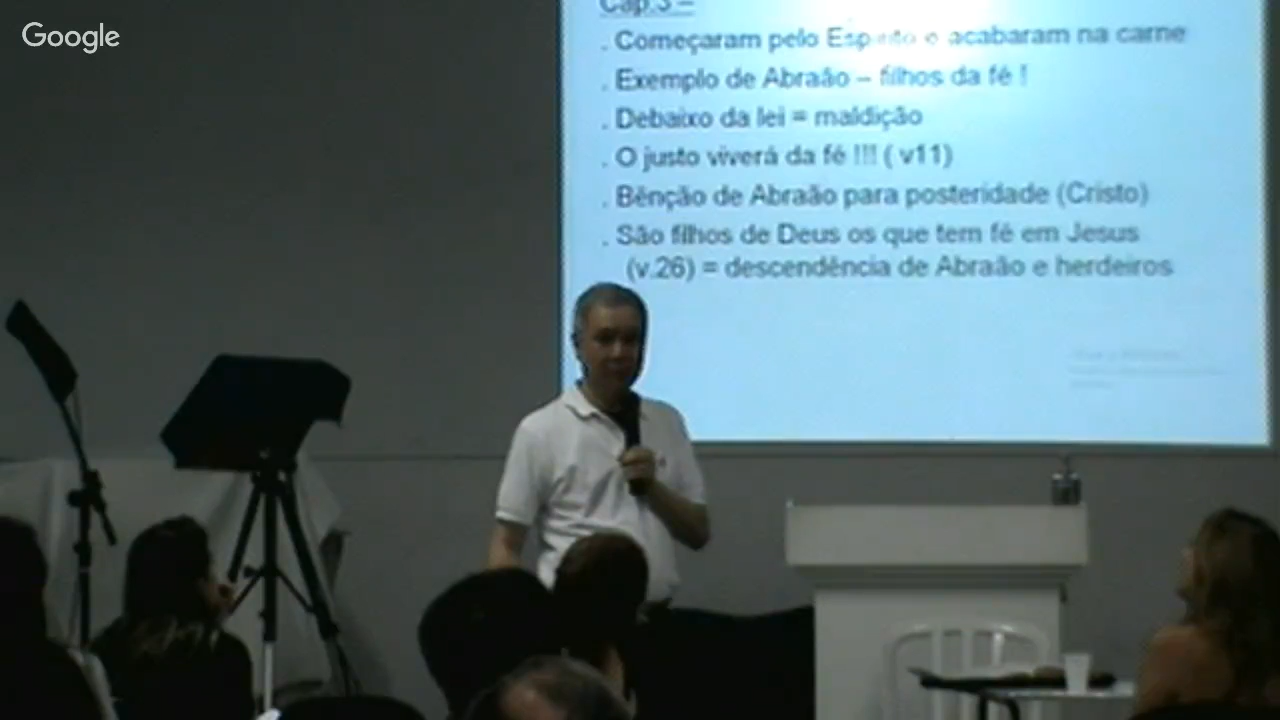 Google
Cap.3 –
. Começaram pelo Espírito e acabaram na carne
. Exemplo de Abraão – filhos da fé !
. Debaixo da lei = maldição
. O justo viverá da fé !!! ( v11)
. Bênção de Abraão para posteridade (Cristo)
. São filhos de Deus os que tem fé em Jesus
(v.26) = descendência de Abraão e herdeiros